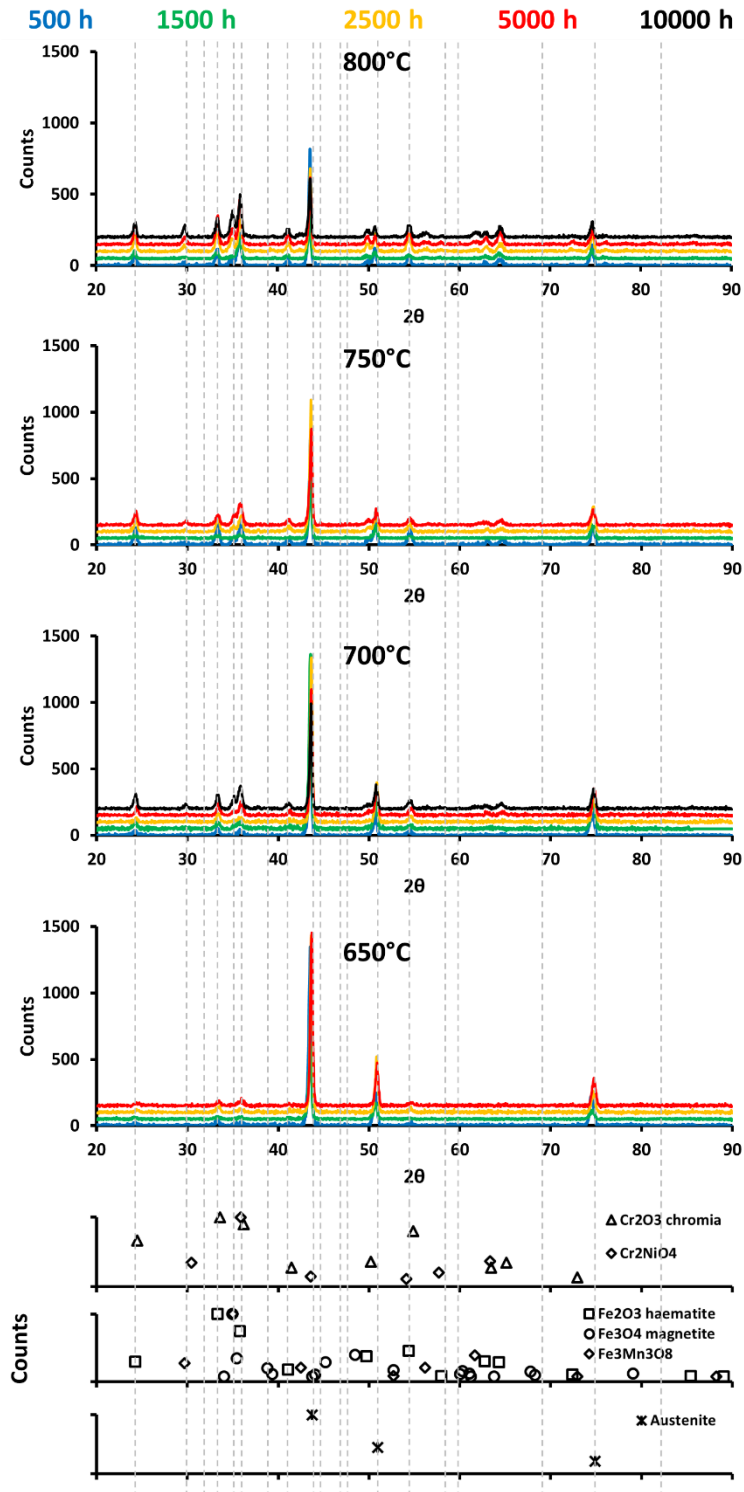 500 h 1500 h 2500 h 5000 h 10000 h
800°C
1500
1000
500
0
Counts
20 30 40 50 60 70 80 90
2θ
750°C
1500
1000
500
0
Counts
20 30 40 50 60 70 80 90
2θ
700°C
1500
1000
500
0
Counts
20 30 40 50 60 70 80 90
2θ
650°C
1500
1000
500
0
Counts
20 30 40 50 60 70 80 90
Cr2O3 chromia
Cr2NiO4
Counts
Fe2O3 haematite
Fe3O4 magnetite
Fe3Mn3O8
Austenite